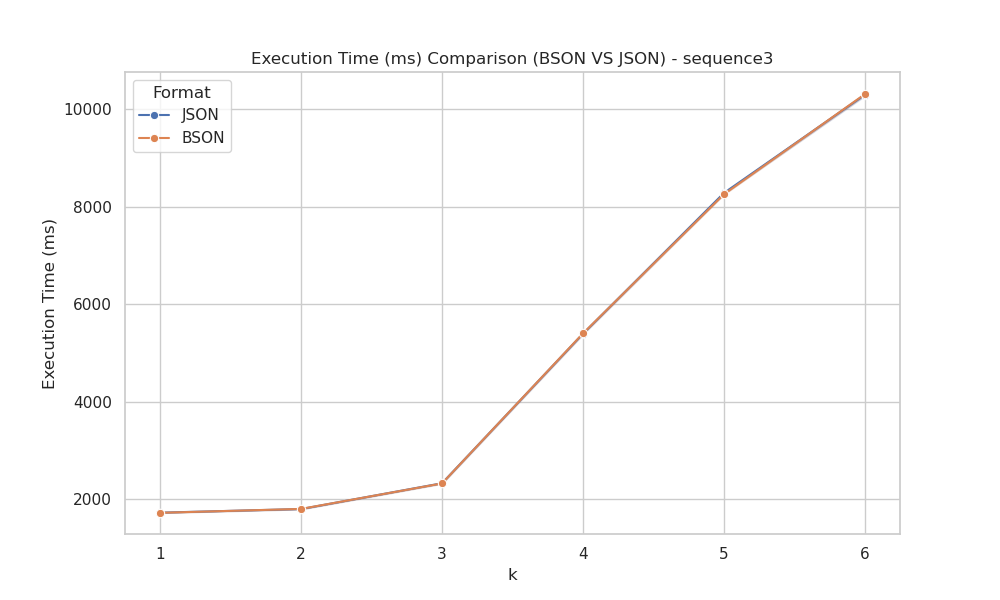 Execution Time (ms) Comparison (BSON VS JSON) - sequence3
Format
JSON
BSON
10000
8000
6000
4000
2000
Execution Time (ms)
1 2 3 4 5 6
k